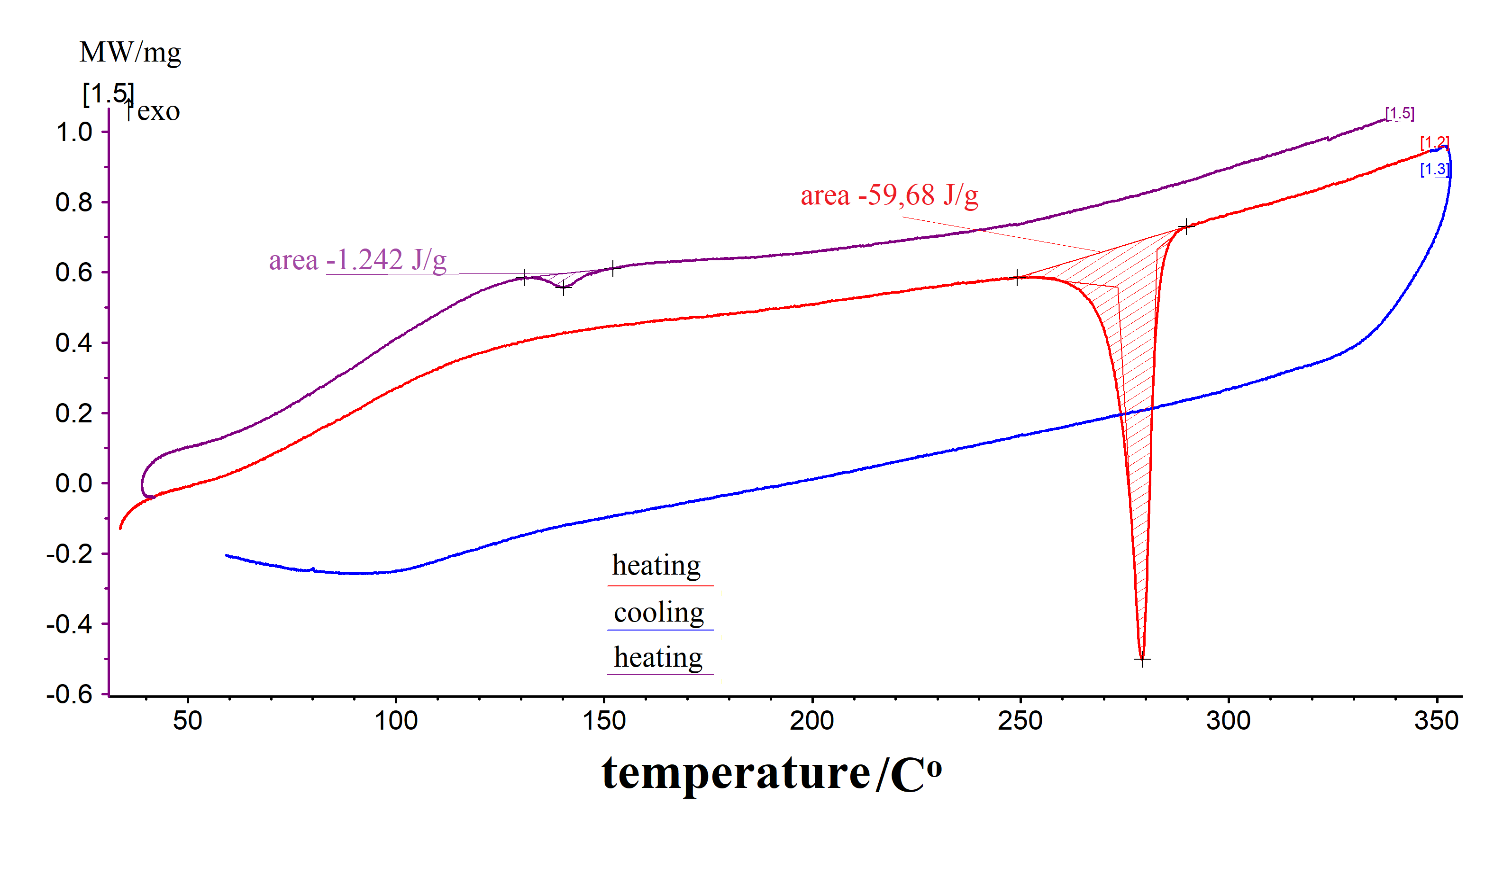 MW/mg
[1.5]
↑exo
1.0
0.8
0.6
0.4
0.2
0.0
-0.2
-0.4
-0.6
area -1.242 J/g
area -59,68 J/g
[1.5]
[1.2]
[1.3]
heating
cooling
heating
50 100 150 200 250 300 350
temperature/Cº